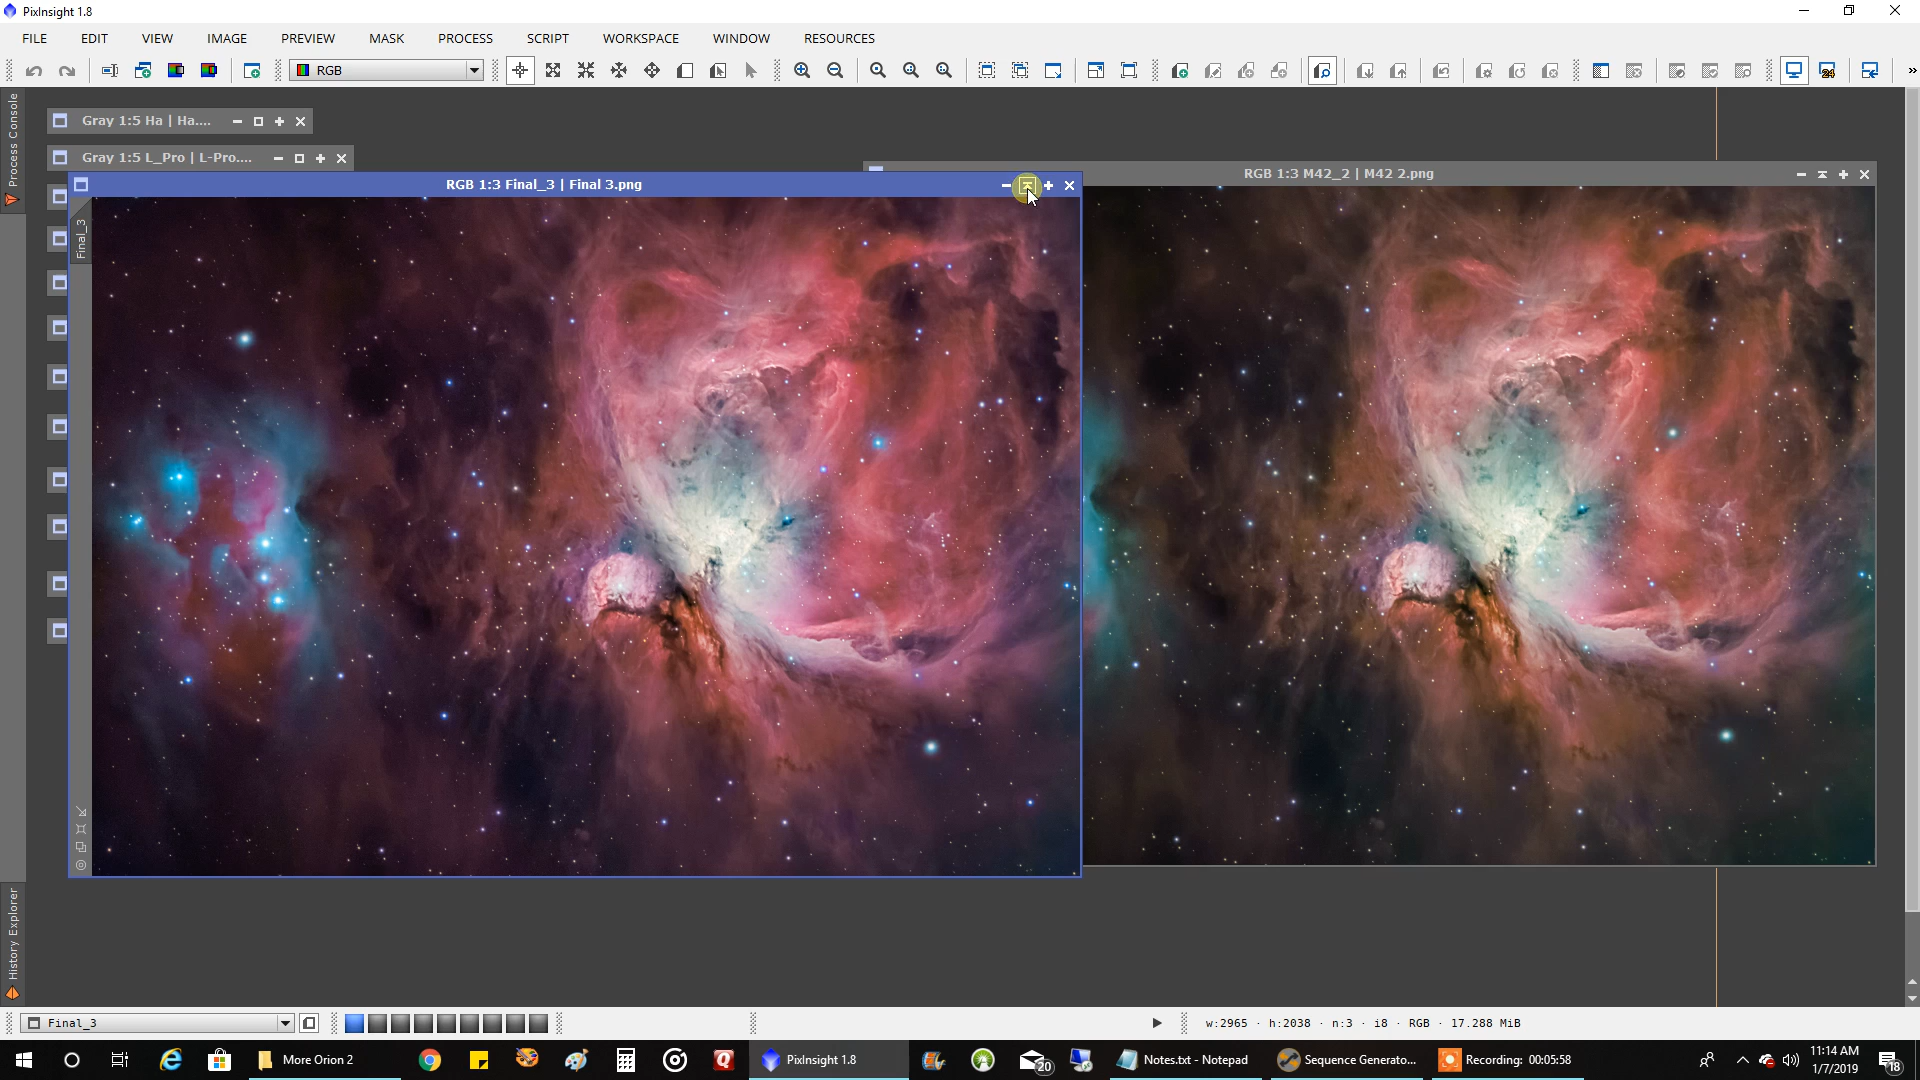 PixInsight 1.8
FILE EDIT VIEW IMAGE PREVIEW MASK PROCESS SCRIPT WORKSPACE WINDOW RESOURCES
RGB
24
»
Process Console
Gray 1:5 Ha | Ha....
Gray 1:5 L_Pro | L-Pro....
RGB 1:3 M42_2 | M42 2.png
RGB 1:3 Final_3 | Final 3.png
Final_3
History Explorer
Final_3
w:2965 · h:2038 · n:3 · i8 · RGB · 17.288 MiB
More Orion 2
PixInsight 1.8
20
Notes.txt - Notepad
Sequence Generato...
Recording: 00:05:58
11:14 AM
1/7/2019
18